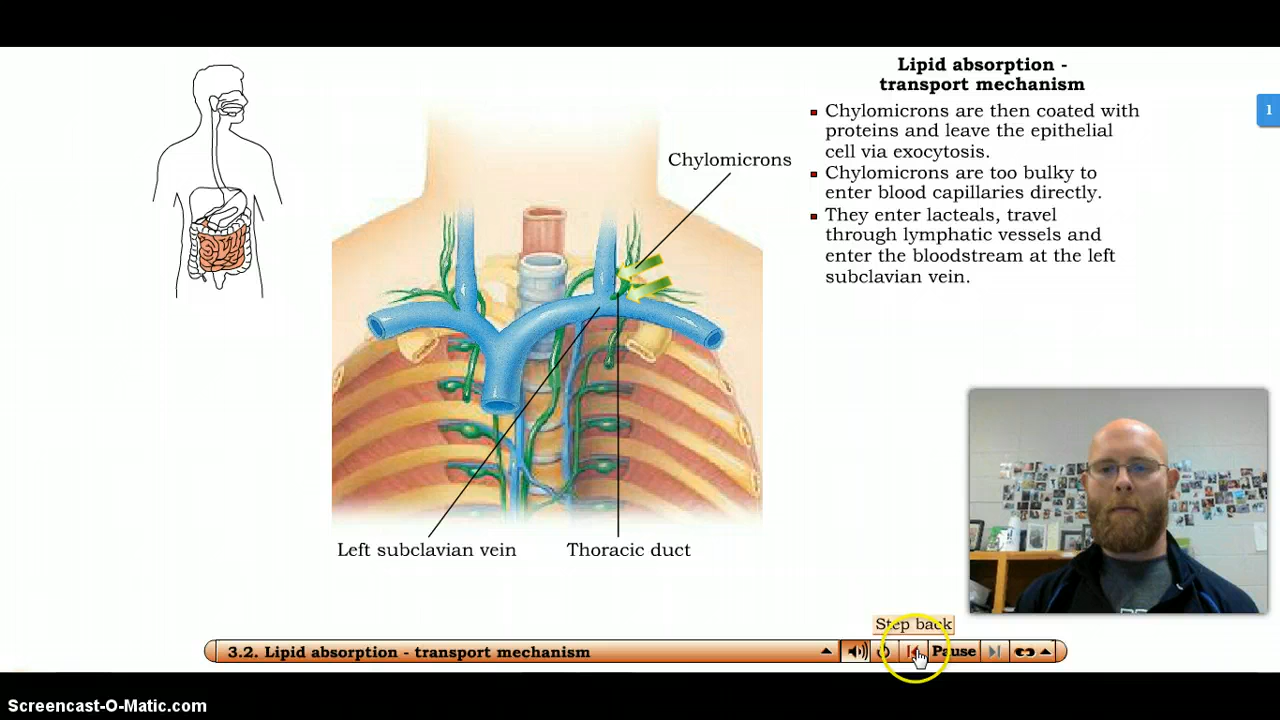 Lipid absorption -
transport mechanism
Chylomicrons are then coated with
proteins and leave the epithelial
cell via exocytosis.
Chylomicrons are too bulky to
enter blood capillaries directly.
They enter lacteals, travel
through lymphatic vessels and
enter the bloodstream at the left
subclavian vein.
1
Chylomicrons
Left subclavian vein
Thoracic duct
Step back
3.2. Lipid absorption - transport mechanism
Pause
Screencast-O-Matic.com